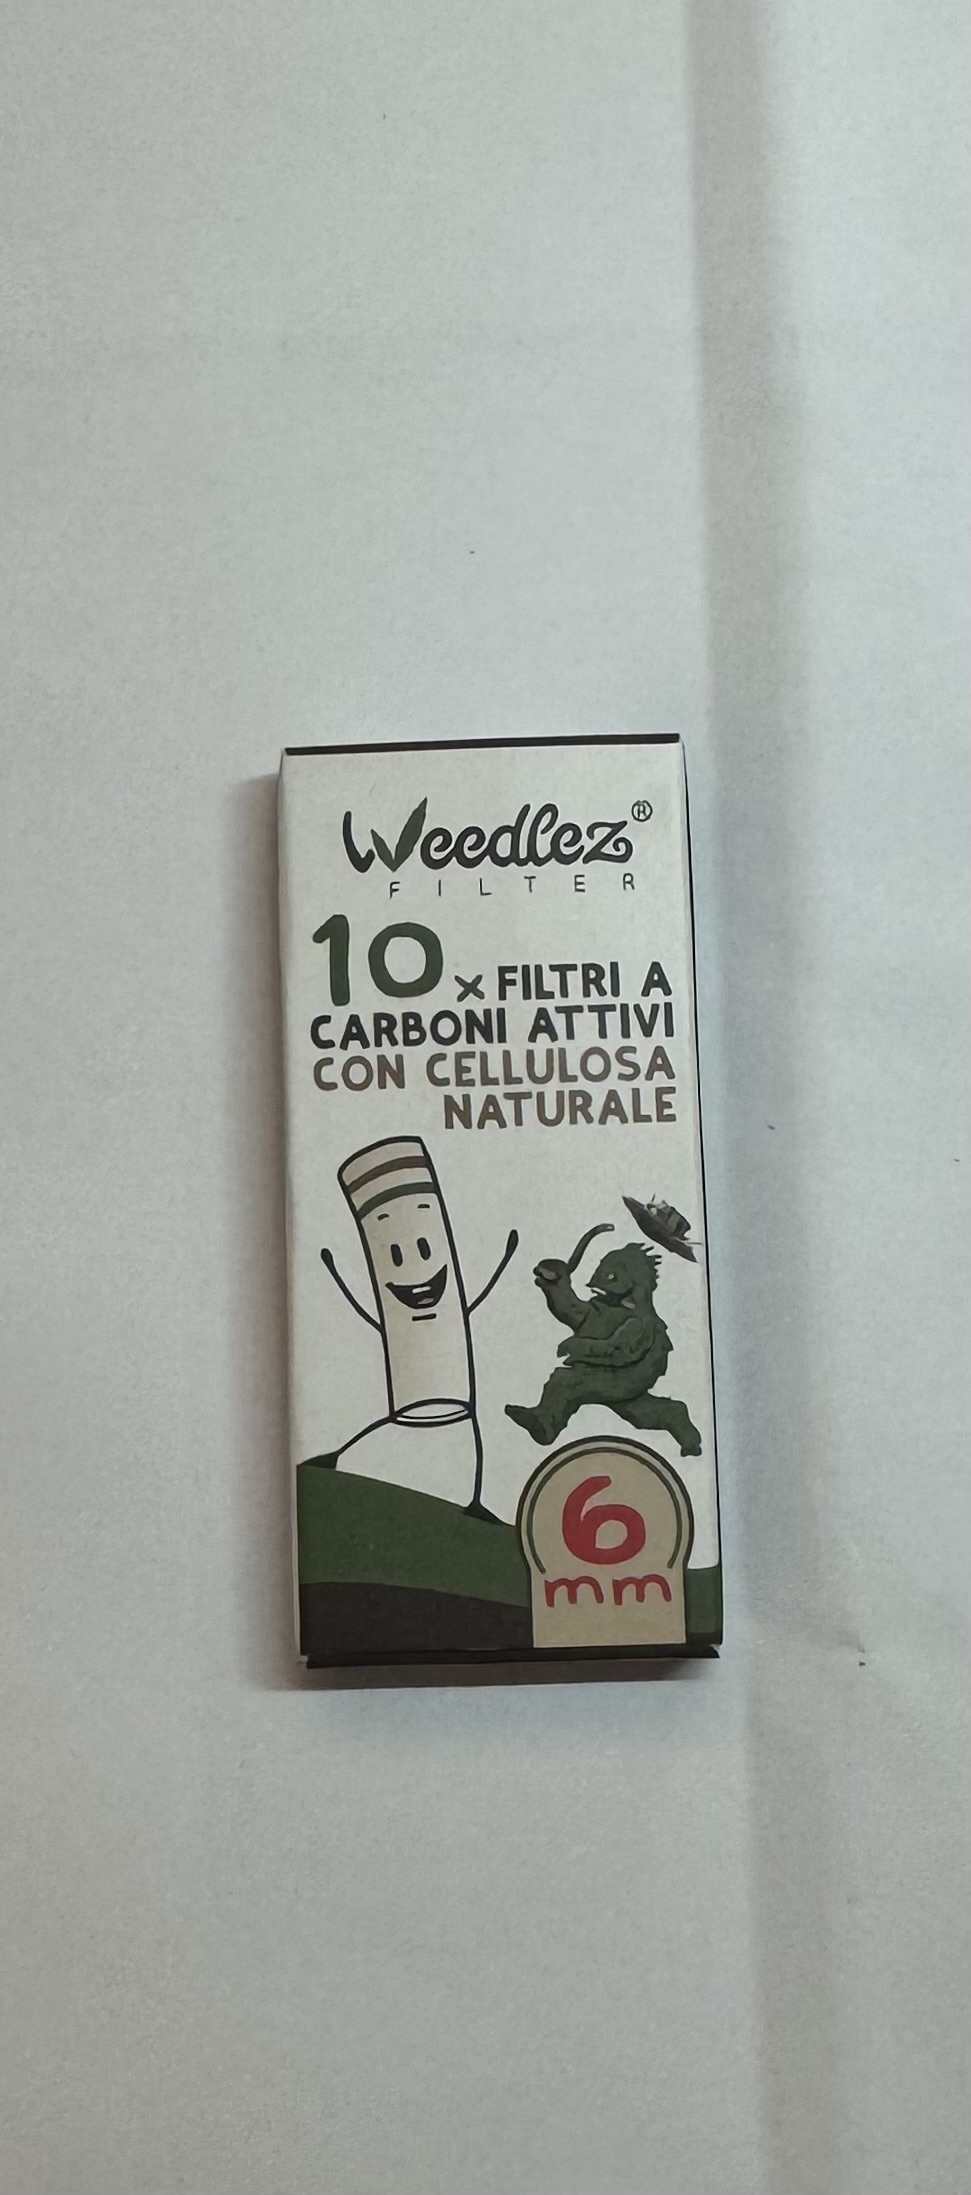 Weedlez®
FILTER
10 x FILTRI A
CARBONI ATTIVI
CON CELLULOSA
NATURALE
6
mm